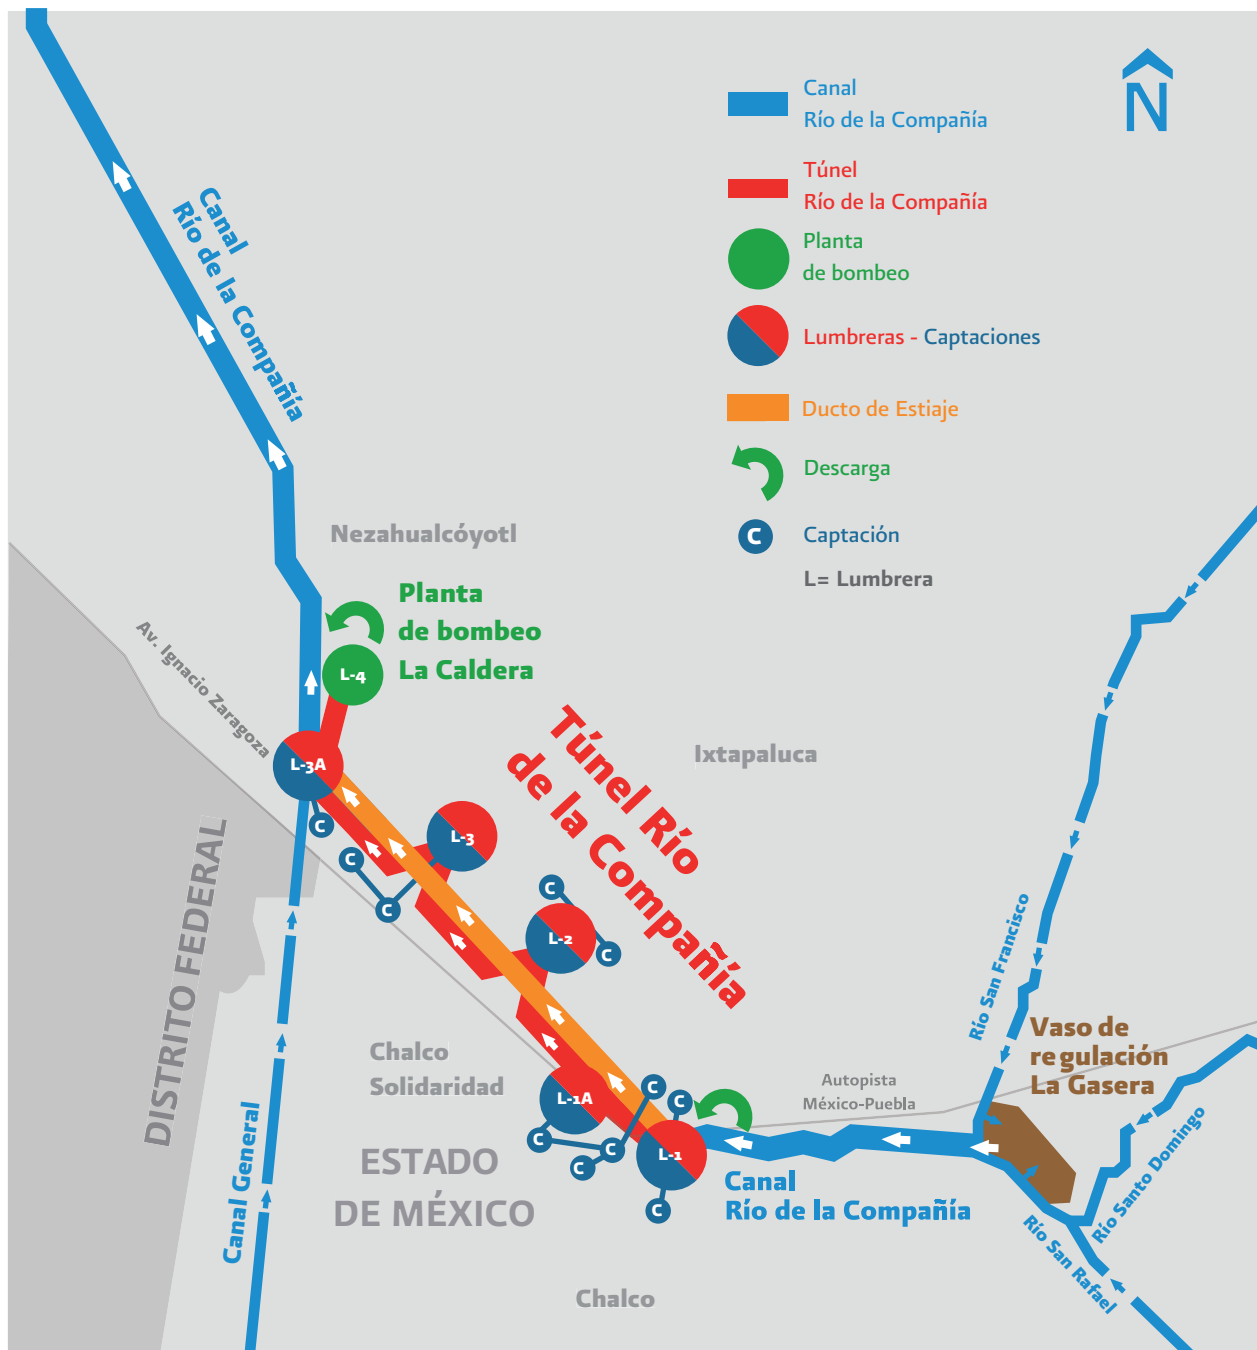 Canal
Río de la Compañía
N
Túnel
Río de la Compañía
Planta
de bombeo
Lumbreras - Captaciones
Ducto de Estiaje
Descarga
C
Captación
L= Lumbrera
Canal
Río de la Compañía
Nezahualcóyotl
Planta
de bombeo
La Caldera
L-4
Av. Ignacio Zaragoza
L-3A
C
Túnel Río
de la Compañía
Ixtapaluca
L-3
C
C
C
L-2
C
DISTRITO FEDERAL
Río San Francisco
Vaso de
re gulación
La Gasera
Chalco
Solidaridad
Autopista
México-Puebla
L-1A
C
C
C
C
C
L-1
C
ESTADO
DE MÉXICO
Canal
Río de la Compañía
Canal General
Río Santo Domingo
Río San Rafael
Chalco